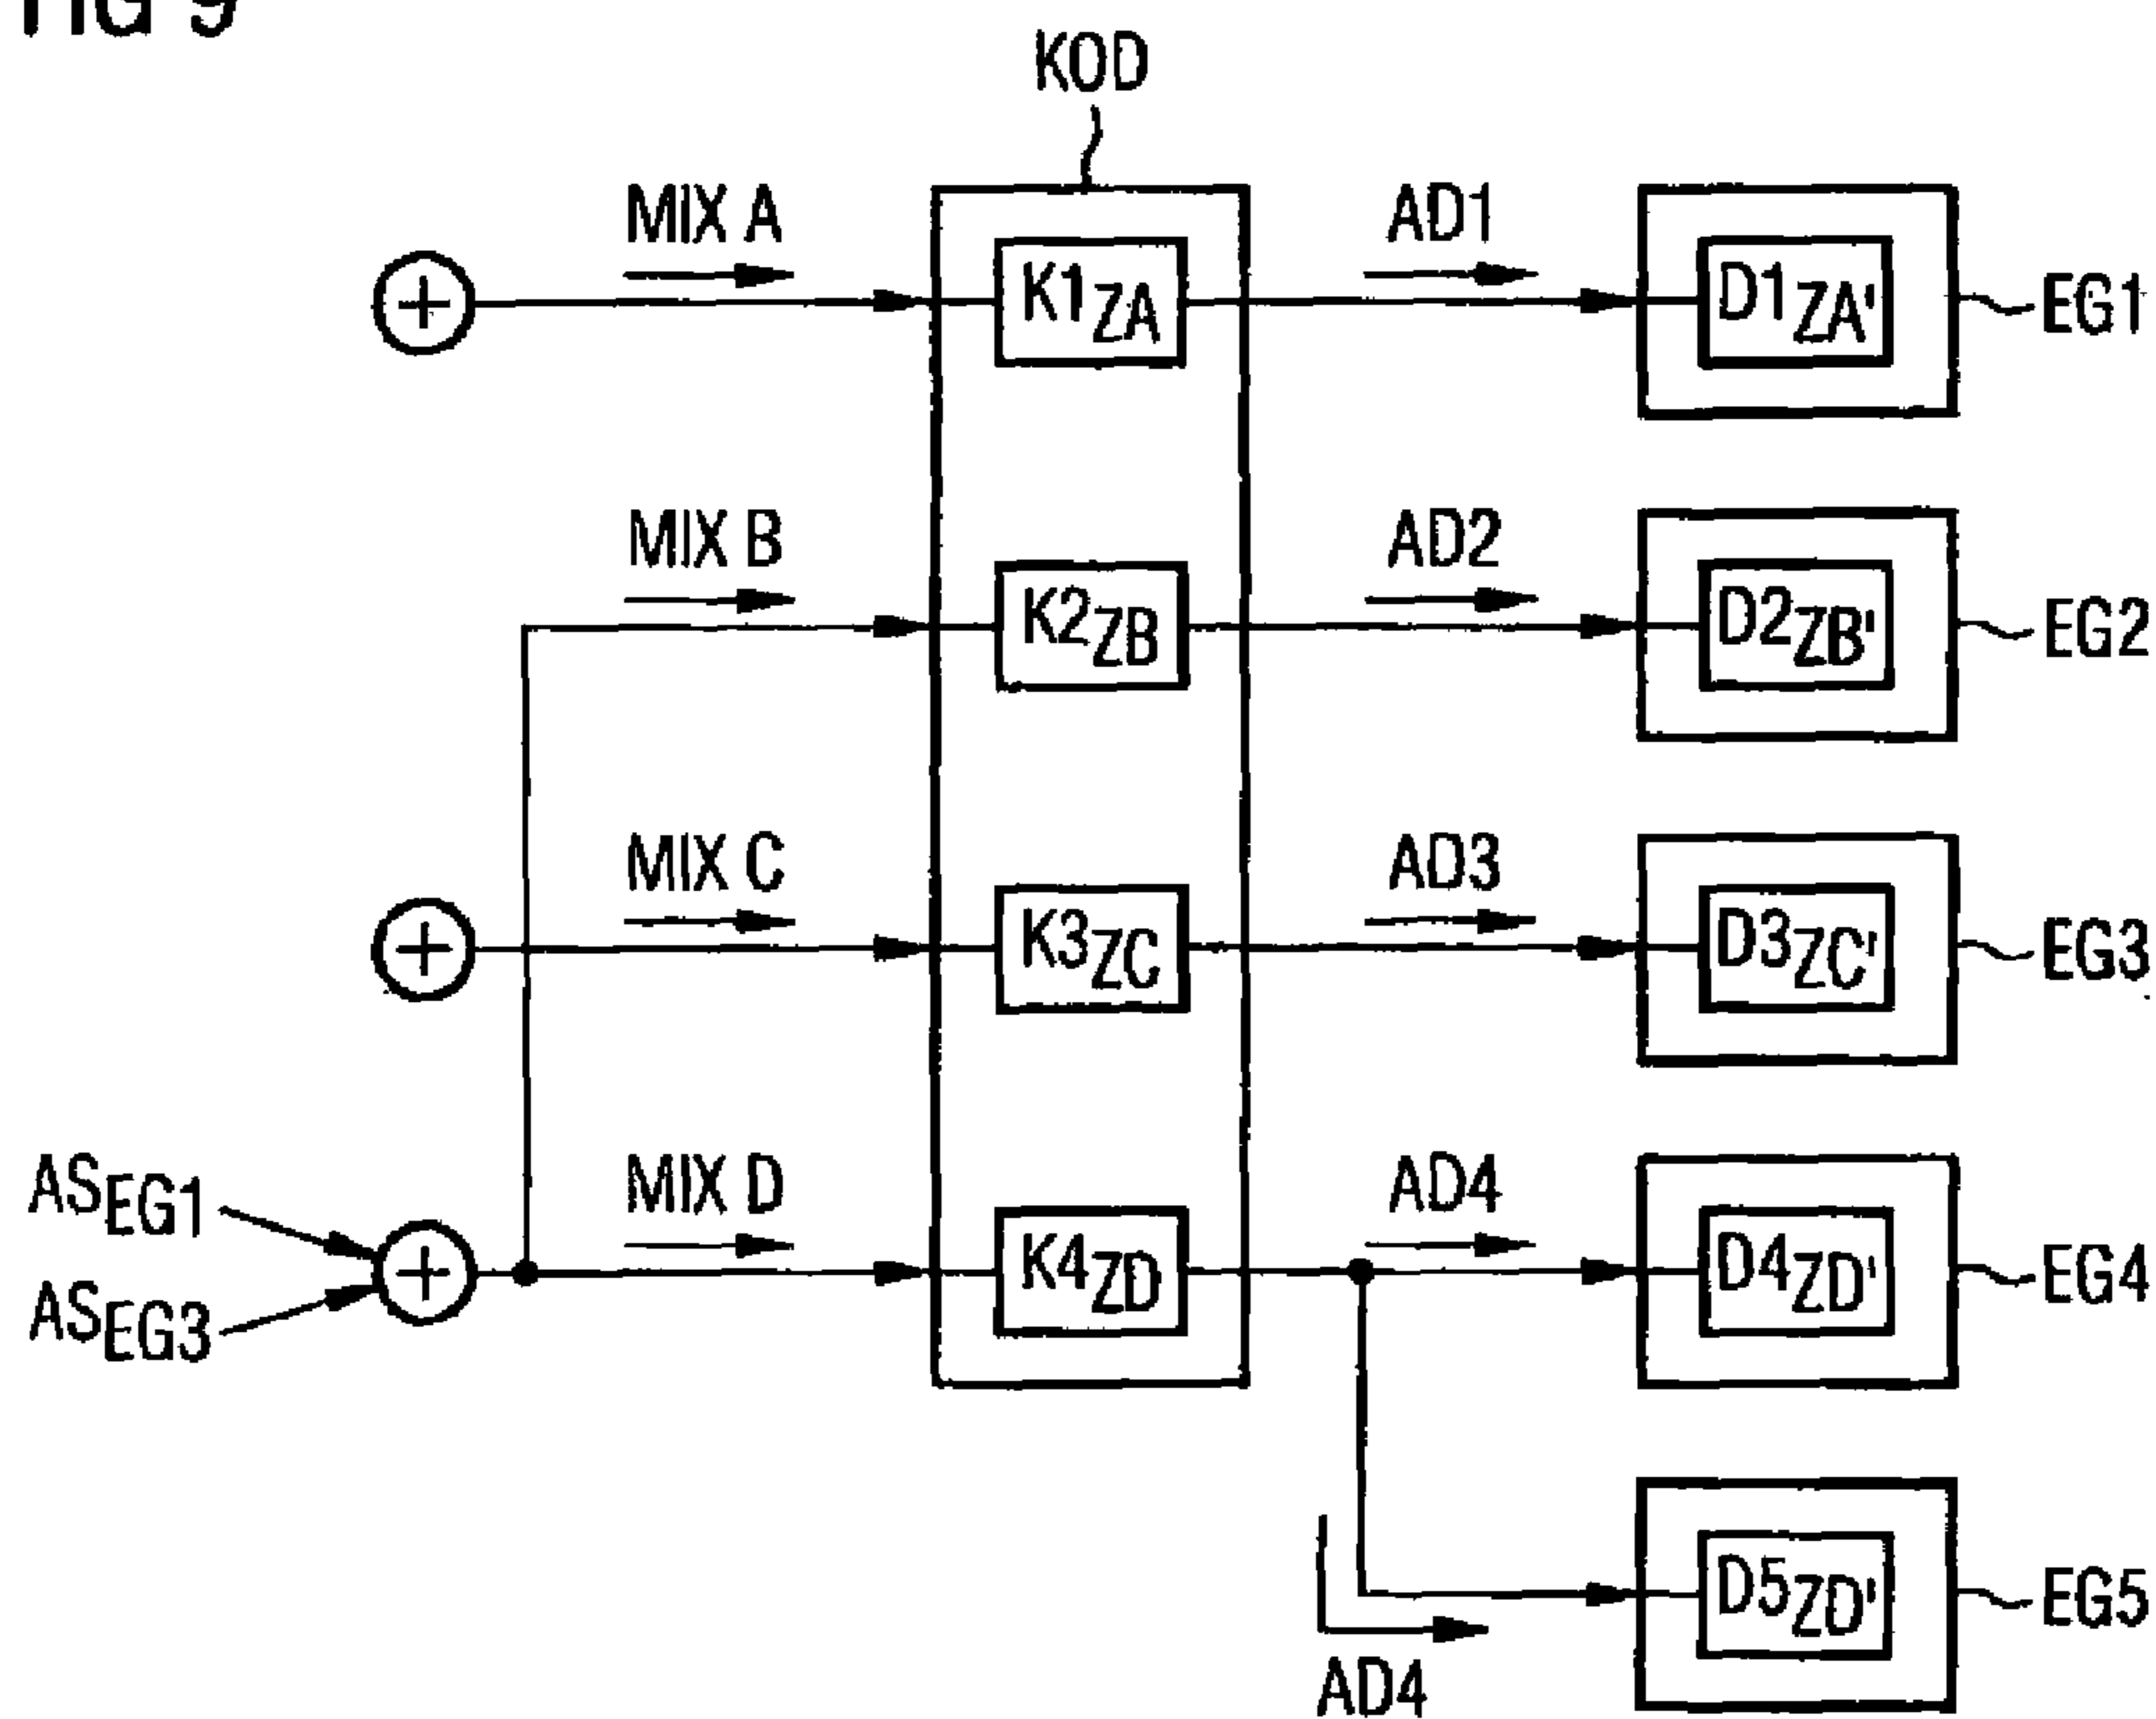 FIG 9
KOD
MIX A
AD1
K1ZA
D1ZA'
EG1
MIX B
AD2
K2ZB
D2ZB'
EG2
MIX C
AD3
K3ZC
D3ZC'
EG3
ASEG1
MIX D
AD4
K4ZD
D4ZD'
EG4
ASEG3
D5ZD'
EG5
AD4